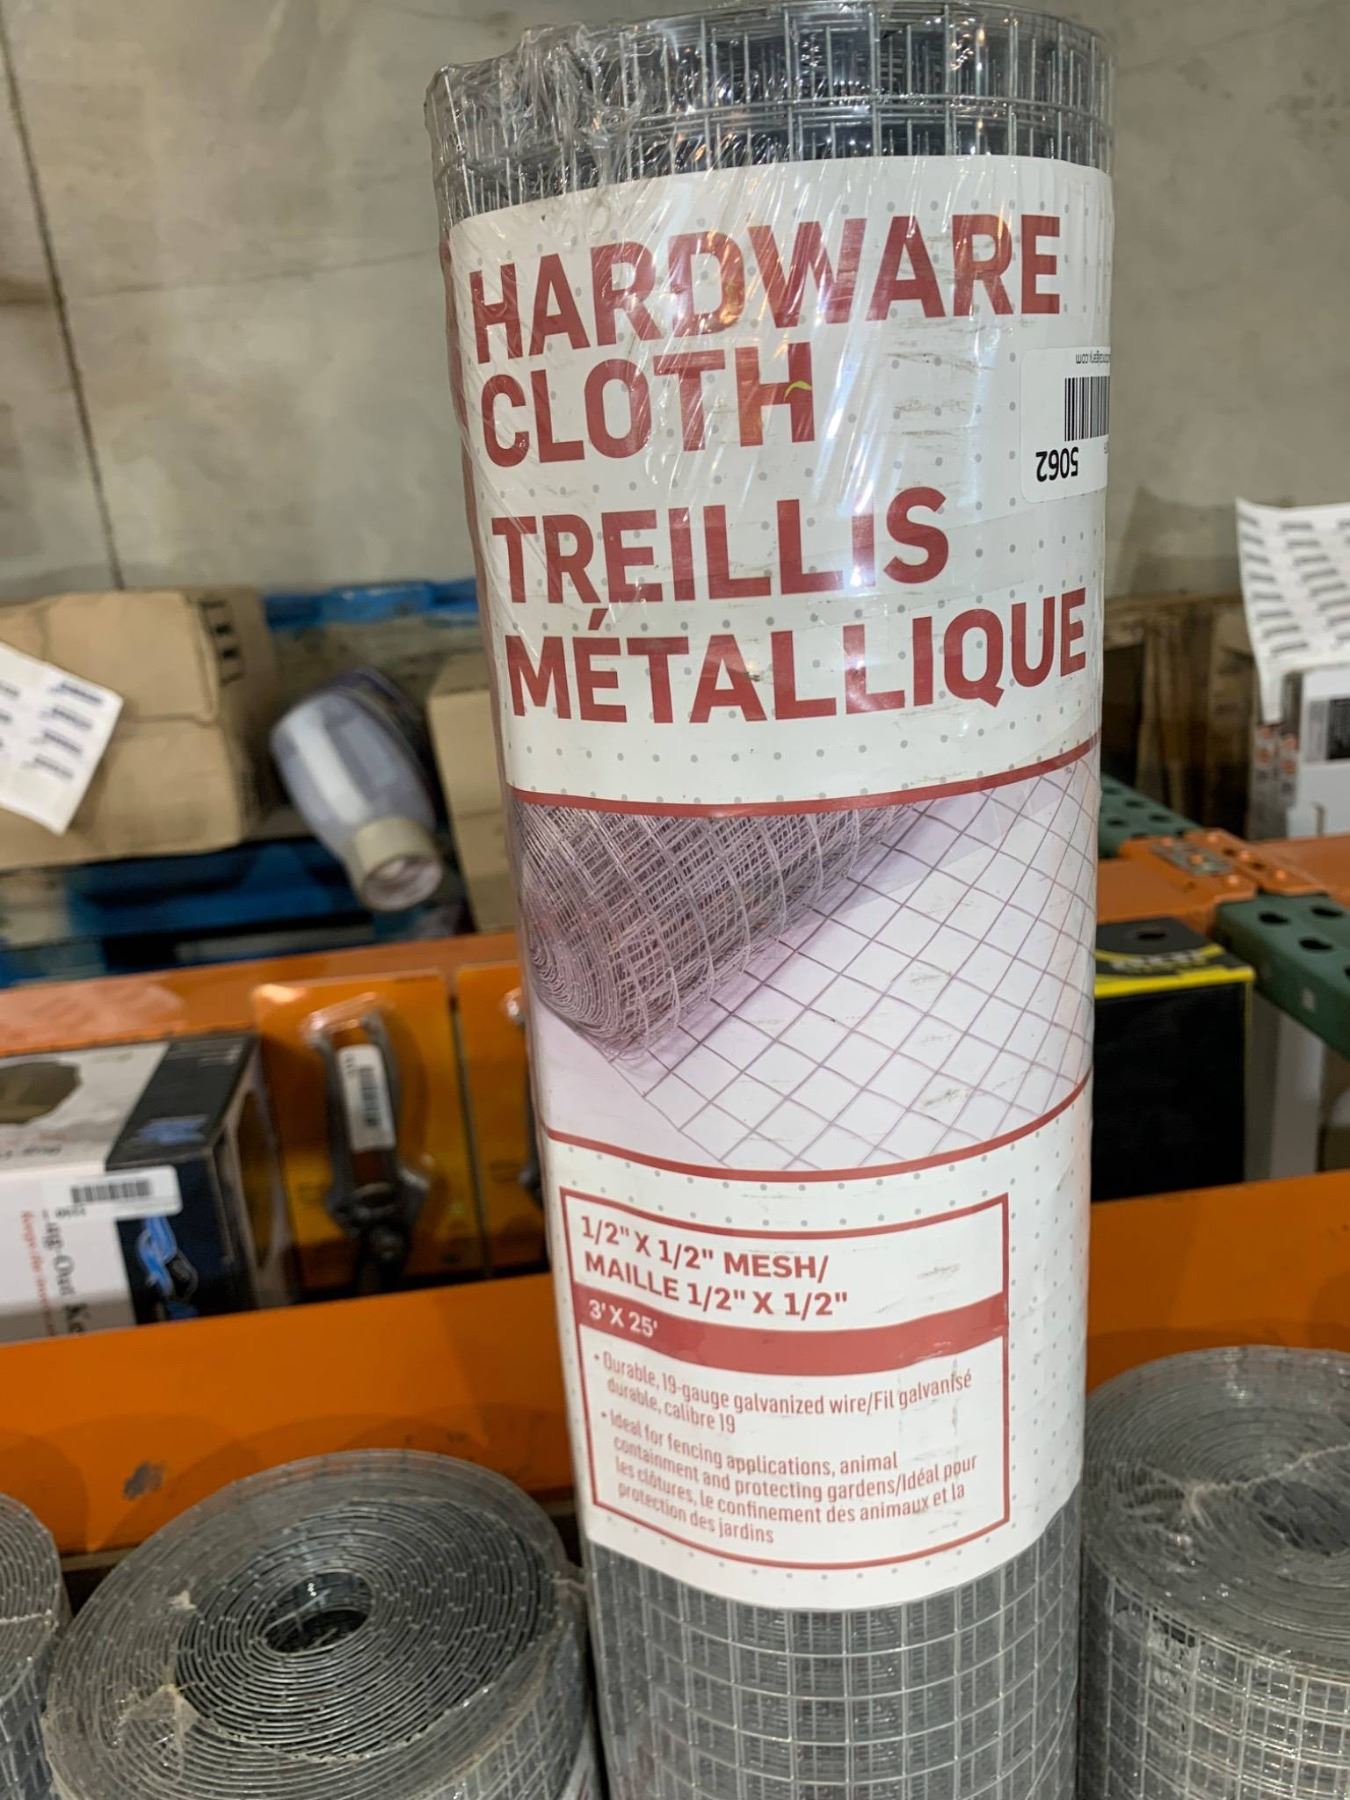 HARDWARE
CLOTH
TREILLIS
MÉTALLIQUE
5062
1/2" X 1/2" MESH/
MAILLE 1/2" X 1/2"
3' X 25'
• Durable, 19-gauge galvanized wire/Fil galvanisé
durable, calibre 19
• Ideal for fencing applications, animal
containment and protecting gardens/Idéal pour
les clôtures, le confinement des animaux et la
protection des jardins